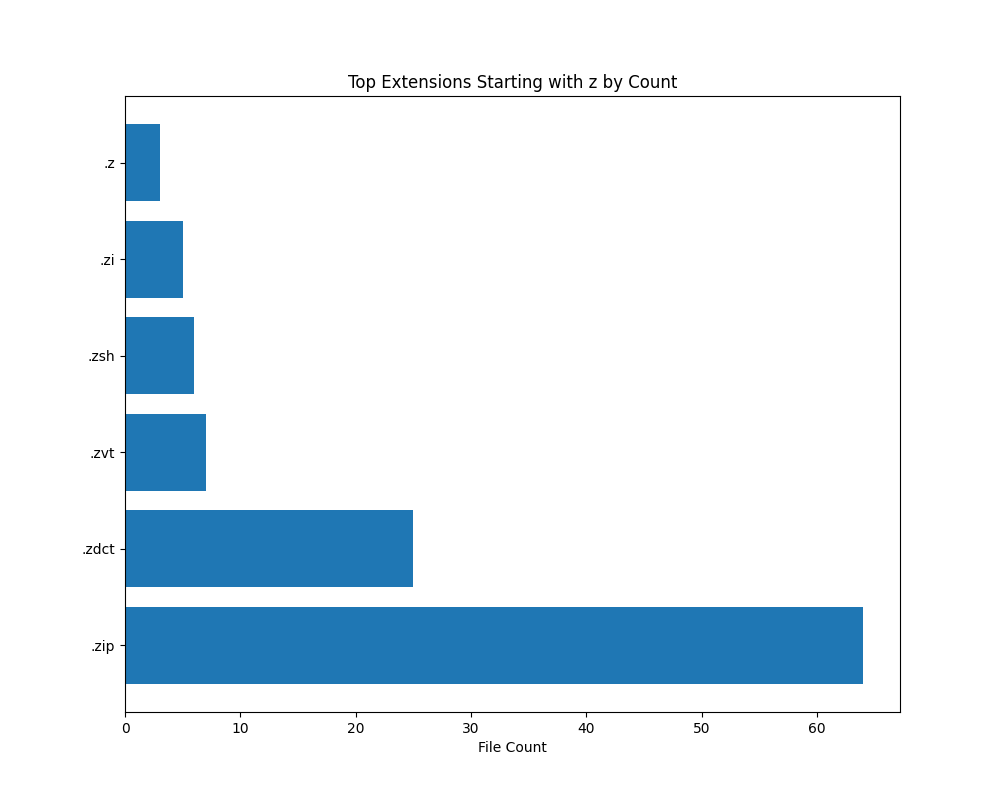 Top Extensions Starting with z by Count
.z
.zi
.zsh
.zvt
.zdct
.zip
0 10 20 30 40 50 60
File Count